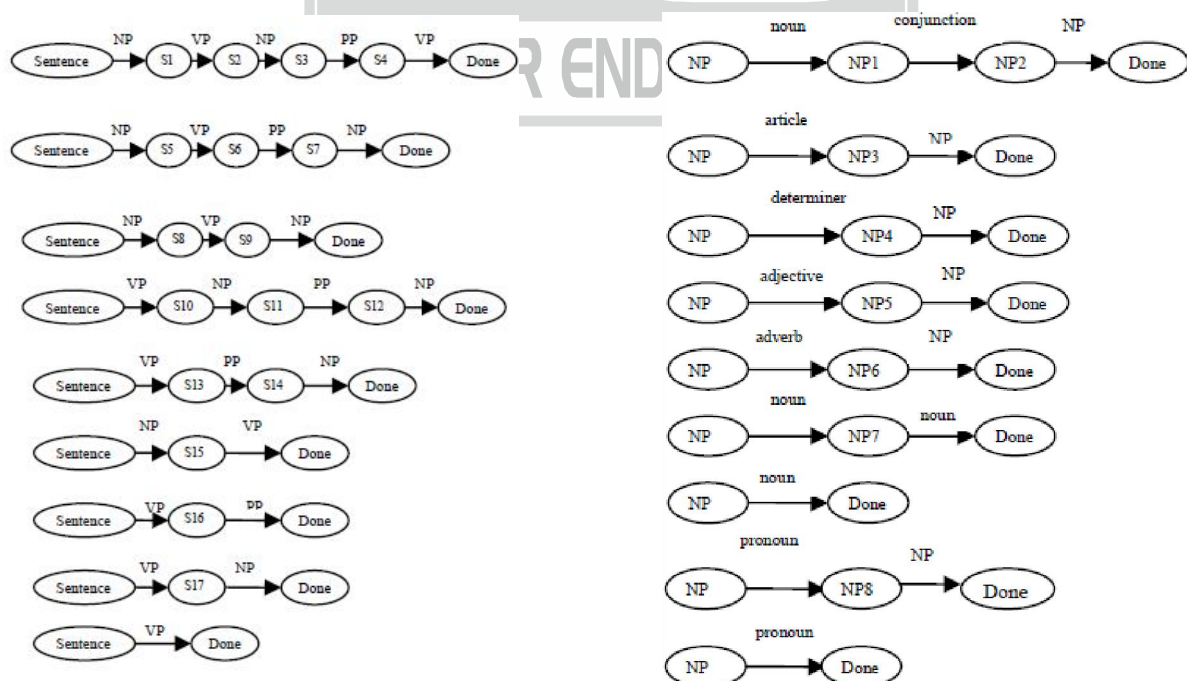 NP VP NP PP VP
Sentence S1 S2 S3 S4 Done
NP VP PP NP
Sentence S5 S6 S7 Done
NP VP NP
Sentence S8 S9 Done
VP NP PP NP
Sentence S10 S11 S12 Done
VP PP NP
Sentence S13 S14 Done
NP VP
Sentence S15 Done
VP PP
Sentence S16 Done
VP NP
Sentence S17 Done
VP
Sentence Done
R END
noun conjunction NP
NP NP1 NP2 Done
article NP
NP NP3 Done
determiner NP
NP NP4 Done
adjective NP
NP NP5 Done
adverb NP
NP NP6 Done
noun noun
NP NP7 Done
noun
NP Done
pronoun NP
NP NP8 Done
pronoun
NP Done